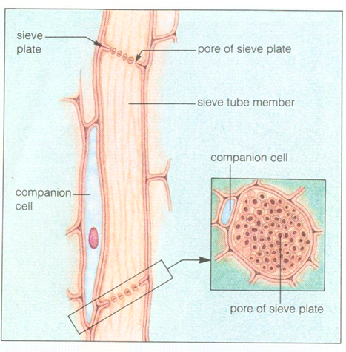 sieve
plate
pore of sieve plate
sieve tube member
companion cell
companion
cell
pore of sieve plate